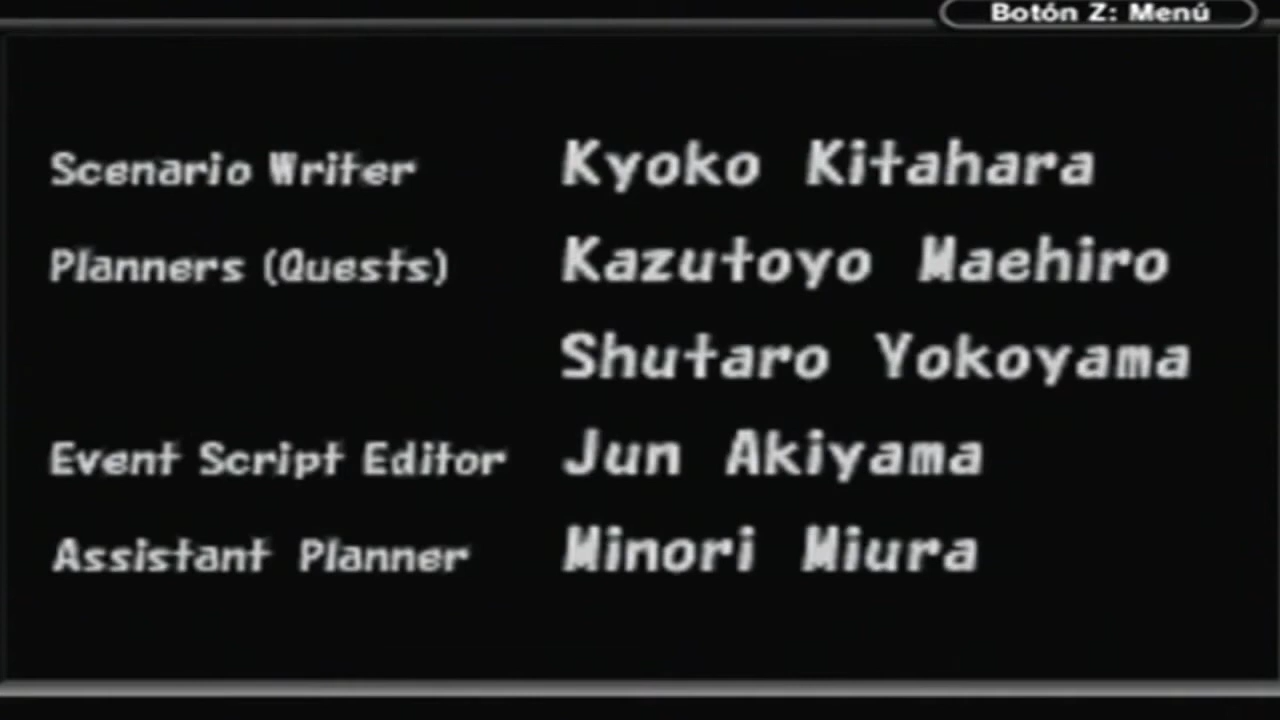 Botón Z: Menú
Scenario Writer Kyoko Kitahara
Planners (Quests) Kazutoyo Maehiro
Shutaro Yokoyama
Event Script Editor Jun Akiyama
Assistant Planner Minori Miura